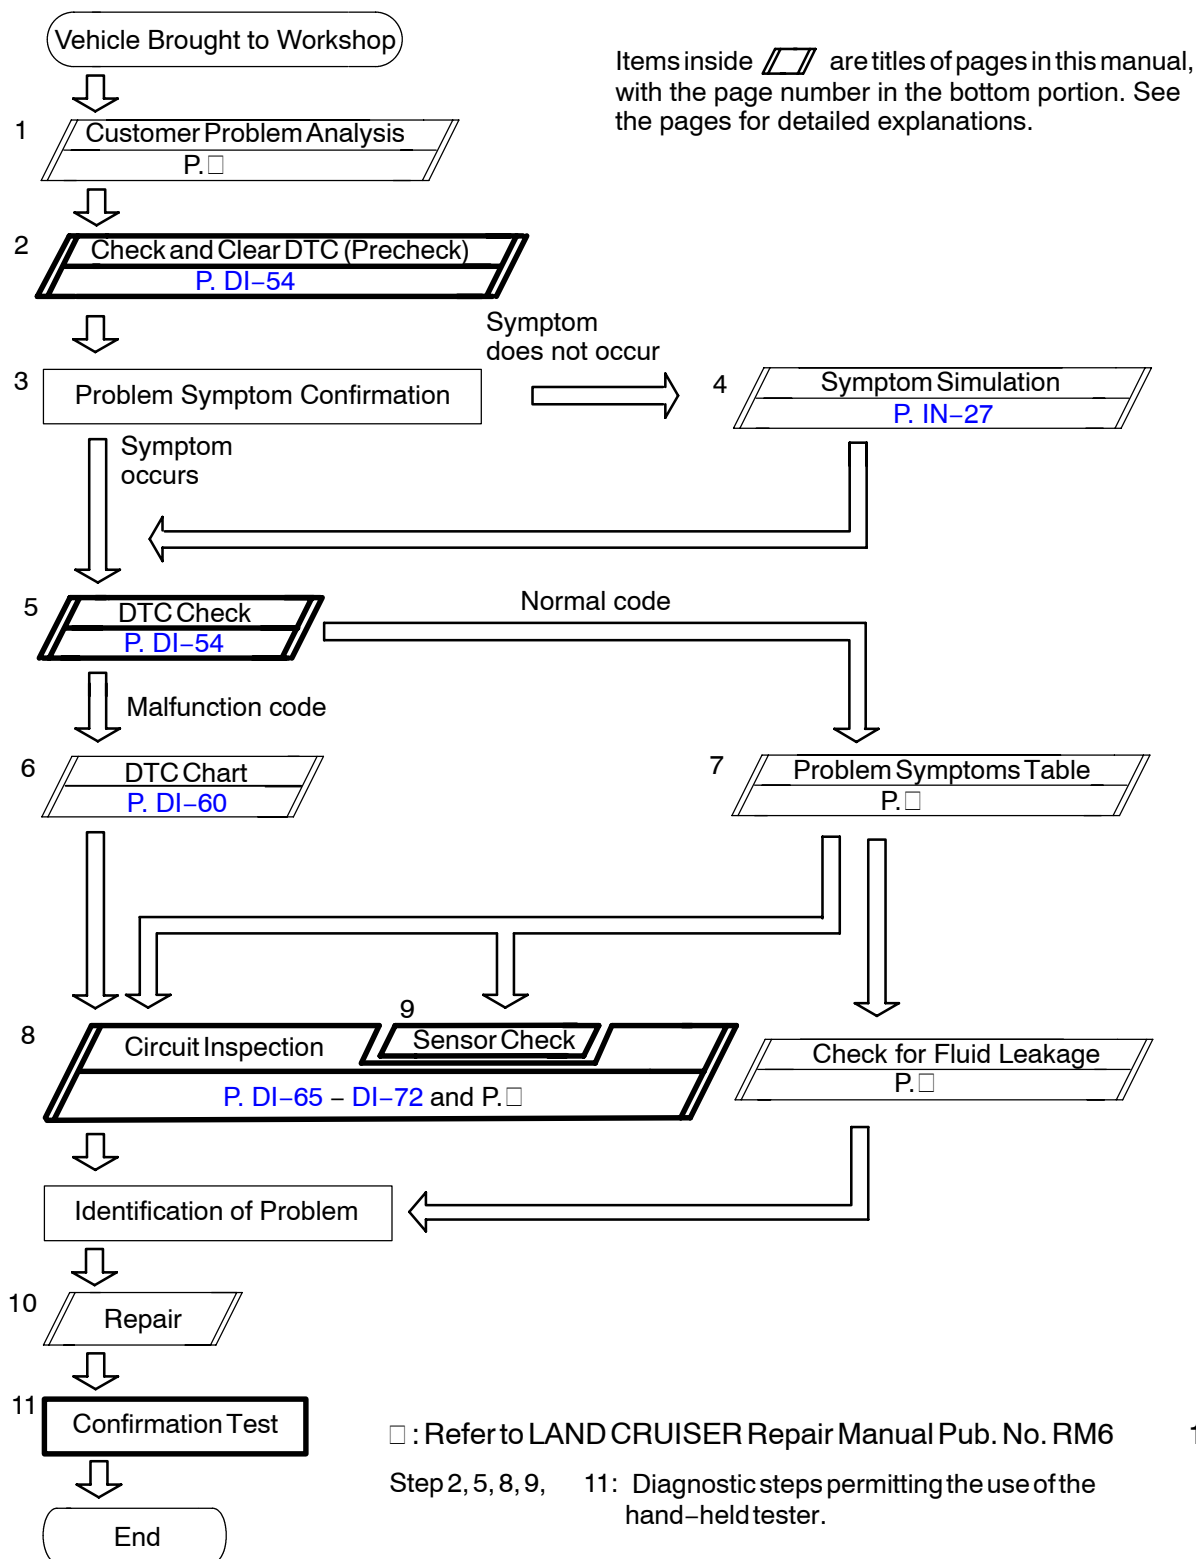 Vehicle Brought to Workshop
Items inside are titles of pages in this manual,
with the page number in the bottom portion. See
the pages for detailed explanations.
1
Customer Problem Analysis
P.□
2
Check and Clear DTC (Precheck)
P. DI–54
Symptom
does not occur
3
Problem Symptom Confirmation
4
Symptom Simulation
P. IN–27
Symptom
occurs
5
DTC Check
P. DI–54
Normal code
Malfunction code
6
DTC Chart
P. DI–60
7
Problem Symptoms Table
P.□
8
Circuit Inspection
9
Sensor Check
P. DI–65 – DI–72 and P.□
Check for Fluid Leakage
P.□
Identification of Problem
10
Repair
11
Confirmation Test
□ : Refer to LAND CRUISER Repair Manual Pub. No. RM6
Step 2, 5, 8, 9, 11: Diagnostic steps permitting the use of the
hand–held tester.
End